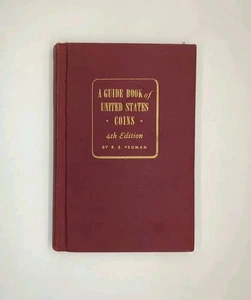 A GUIDE BOOK of
UNITED STATES
• COINS •
4th Edition
BY R. S. YEOMAN